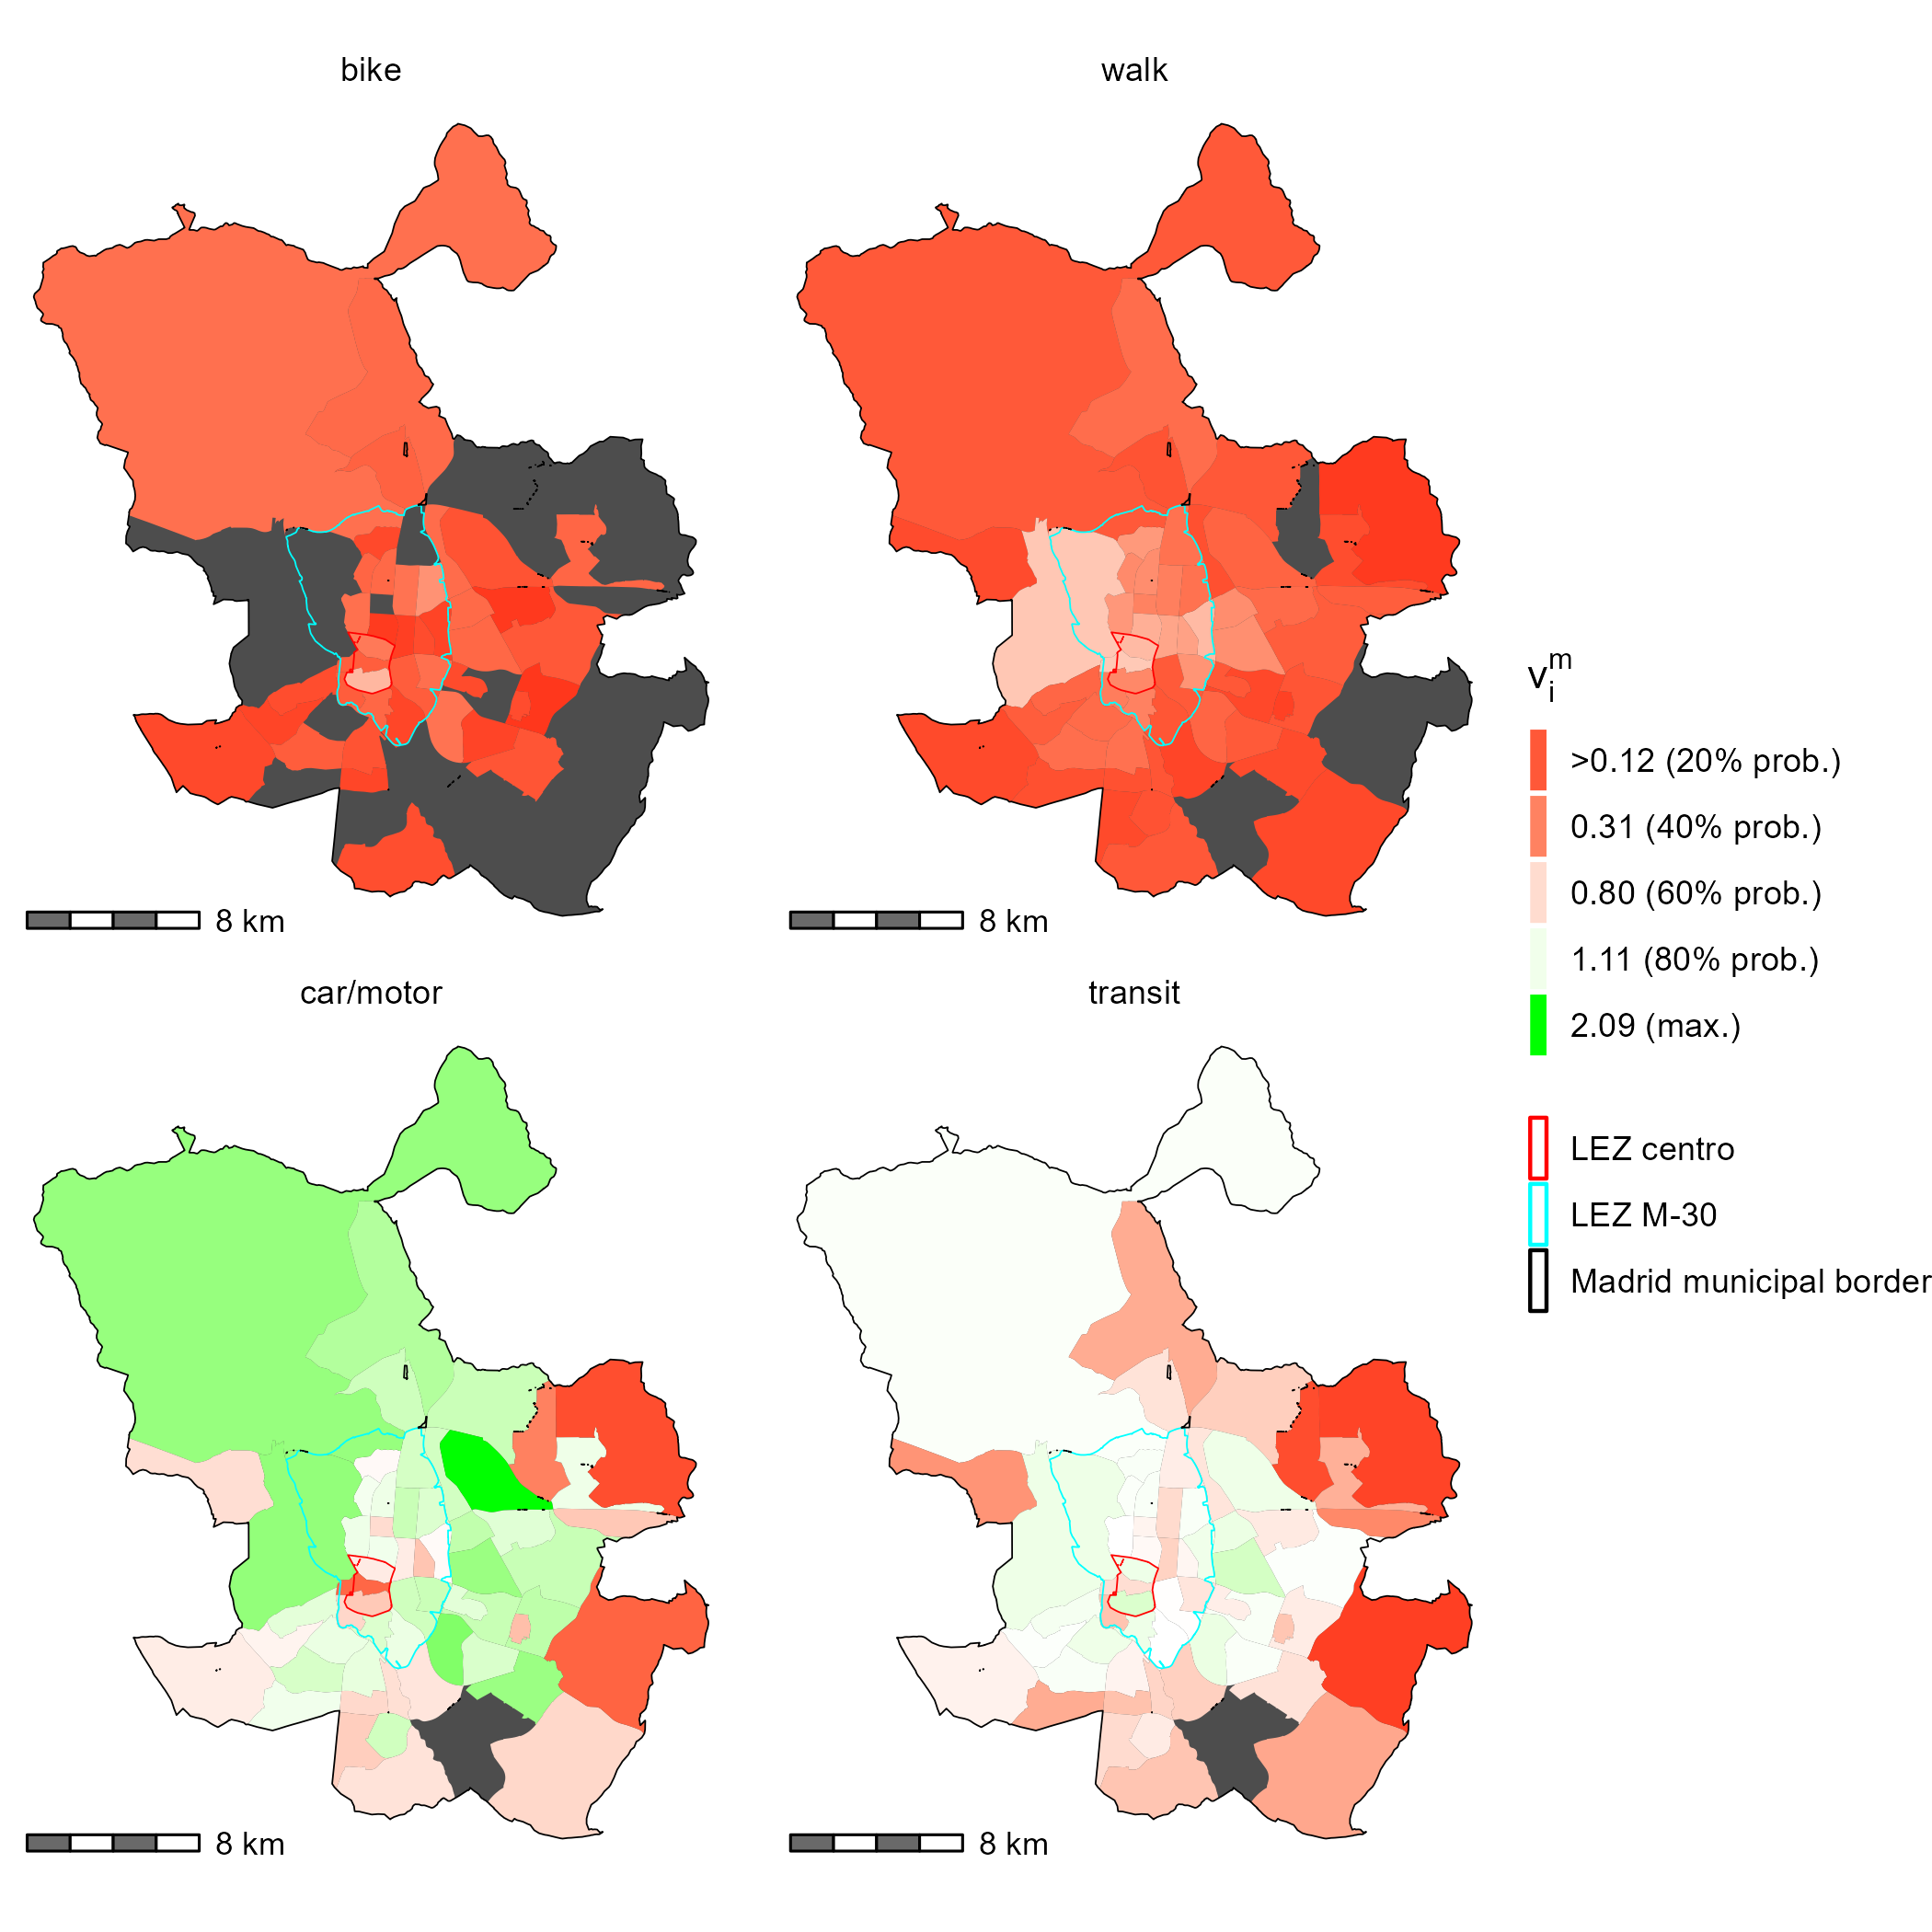 bike
walk
8 km
8 km
car/motor
transit
8 km
8 km
v_i^m
>0.12 (20% prob.)
0.31 (40% prob.)
0.80 (60% prob.)
1.11 (80% prob.)
2.09 (max.)
LEZ centro
LEZ M-30
Madrid municipal border